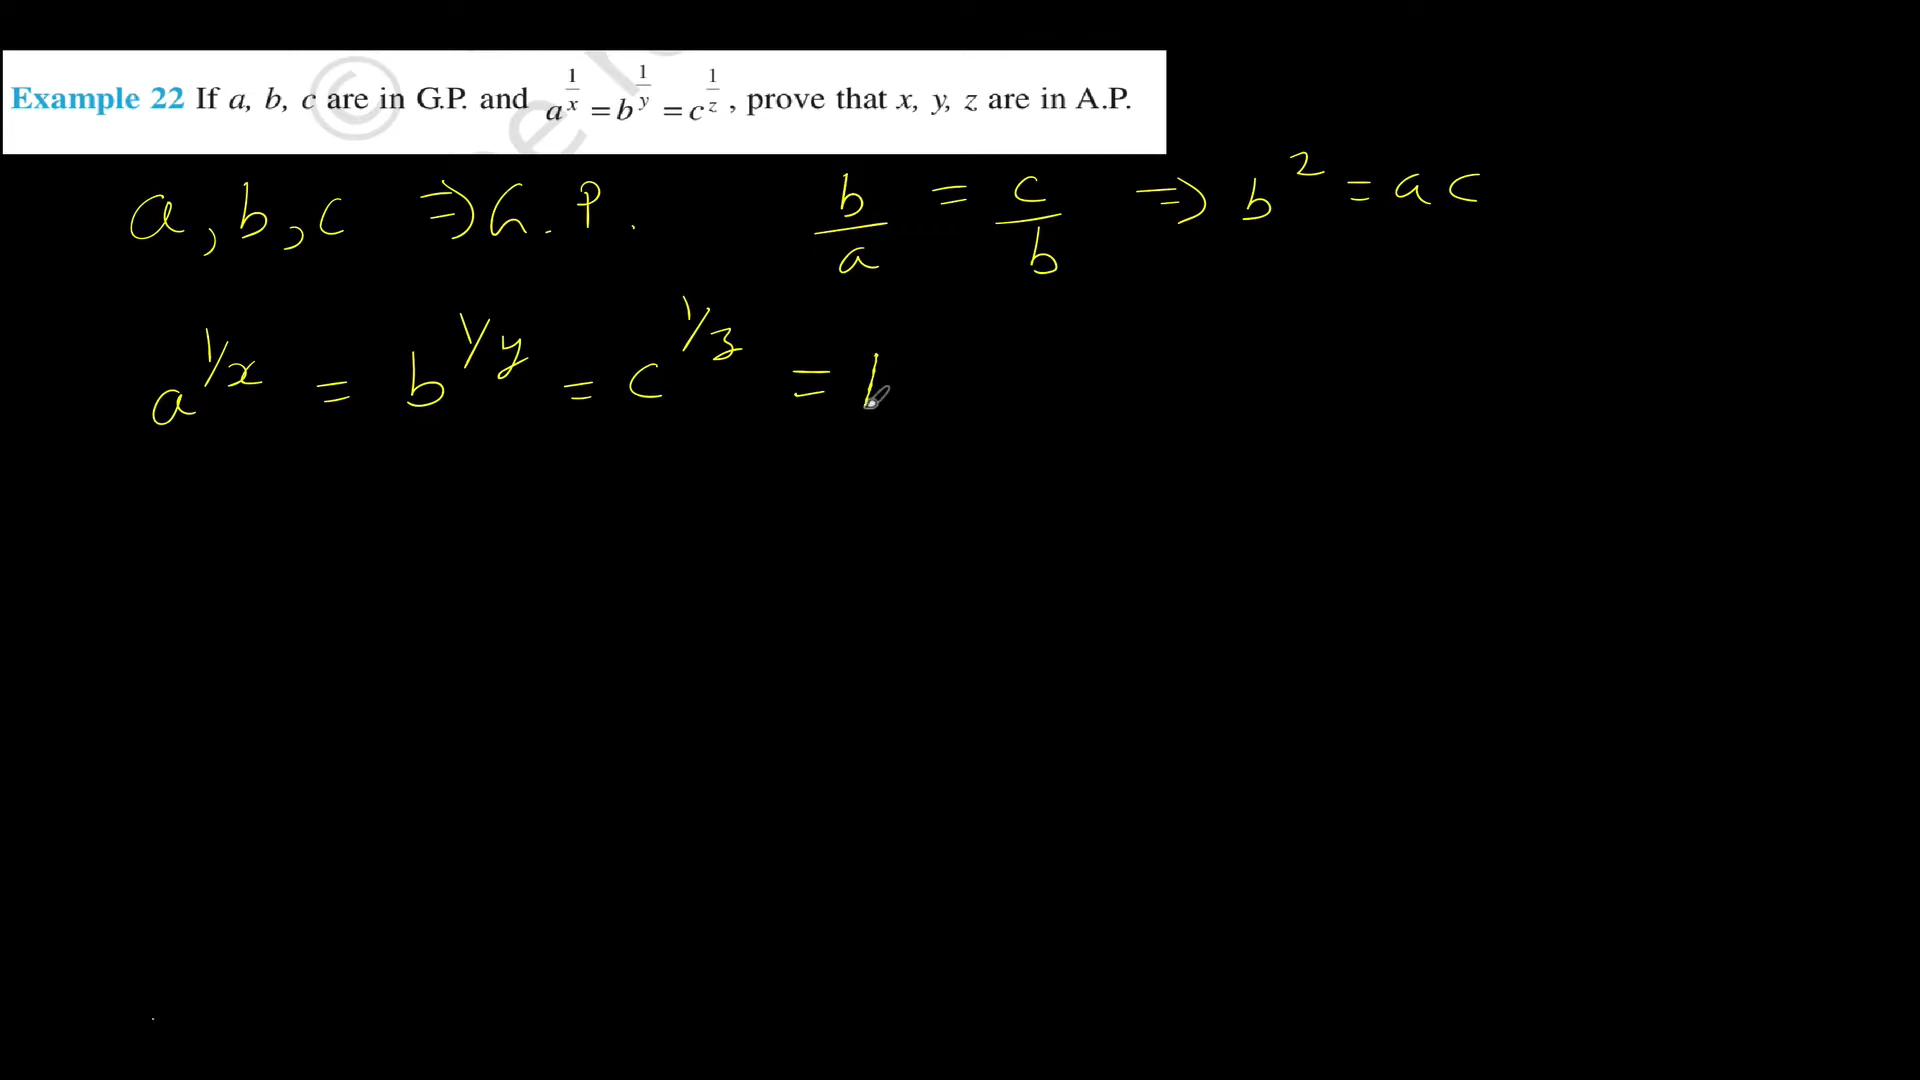 Example 22 If a, b, c are in G.P. and a^(1/x) = b^(1/y) = c^(1/z), prove that x, y, z are in A.P.
a, b, c ⇒ G.P. b/a = c/b ⇒ b² = ac
a^(1/x) = b^(1/y) = c^(1/z) =